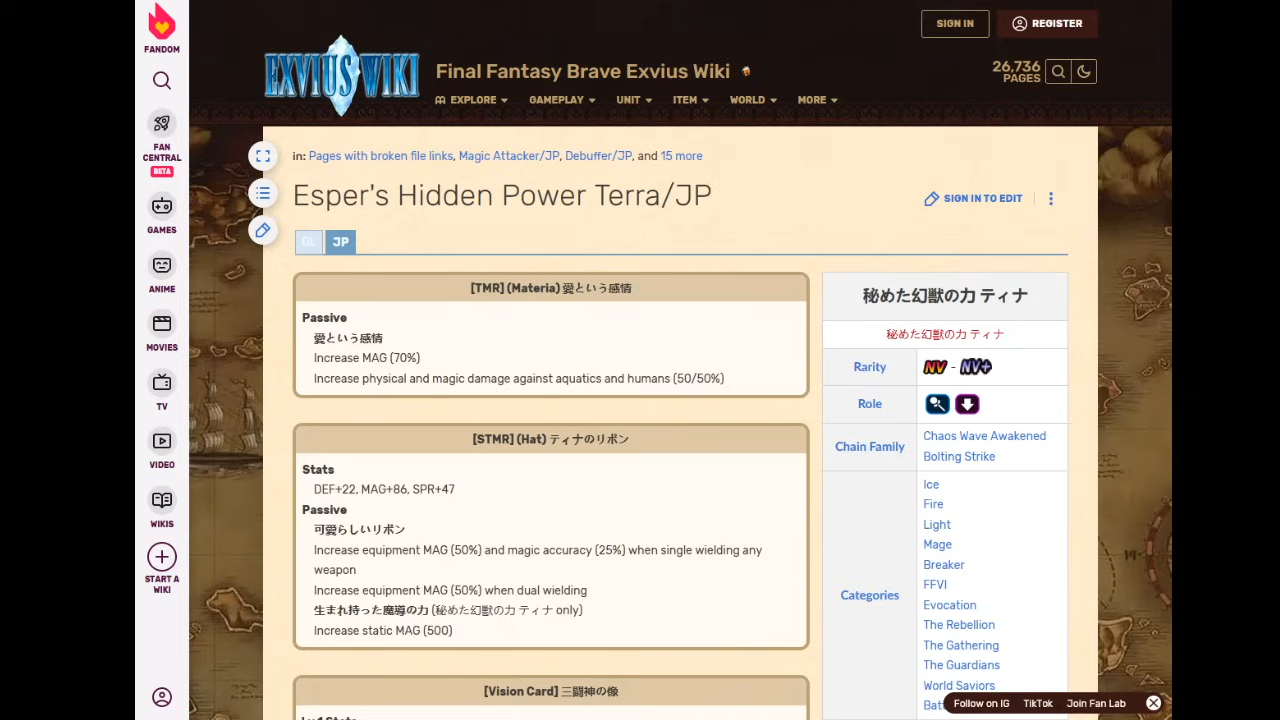 FANDOM
FAN CENTRAL
BETA
GAMES
ANIME
MOVIES
TV
VIDEO
WIKIS
START A WIKI
SIGN IN
REGISTER
EXVIUS WIKI
Final Fantasy Brave Exvius Wiki
26,736
PAGES
EXPLORE
GAMEPLAY
UNIT
ITEM
WORLD
MORE
in: Pages with broken file links, Magic Attacker/JP, Debuffer/JP, and 15 more
Esper's Hidden Power Terra/JP
SIGN IN TO EDIT
GL
JP
[TMR] (Materia) 愛という感情
Passive
愛という感情
Increase MAG (70%)
Increase physical and magic damage against aquatics and humans (50/50%)
[STMR] (Hat) ティナのリボン
Stats
DEF+22, MAG+86, SPR+47
Passive
可愛らしいリボン
Increase equipment MAG (50%) and magic accuracy (25%) when single wielding any
weapon
Increase equipment MAG (50%) when dual wielding
生まれ持った魔導の力 (秘めた幻獣の力 ティナ only)
Increase static MAG (500)
[Vision Card] 三闘神の像
秘めた幻獣の力 ティナ
秘めた幻獣の力 ティナ
Rarity
NV - NV+
Role
Chain Family
Chaos Wave Awakened
Bolting Strike
Categories
Ice
Fire
Light
Mage
Breaker
FFVI
Evocation
The Rebellion
The Gathering
The Guardians
World Saviors
Follow on IG
TikTok
Join Fan Lab